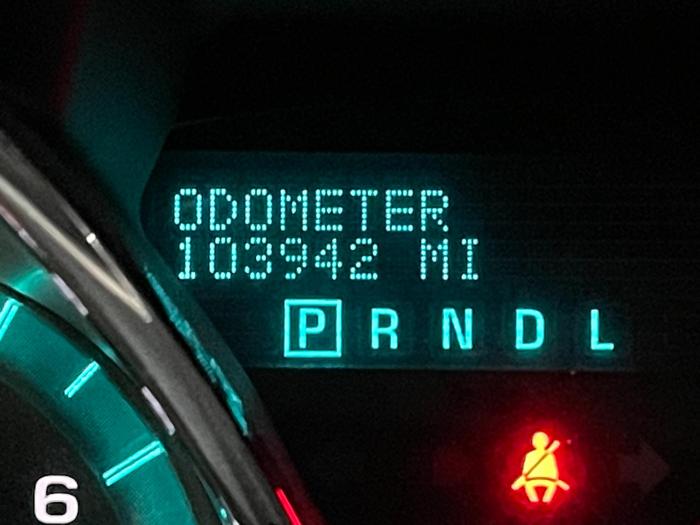 ODOMETER
103942 MI
P R N D L
6